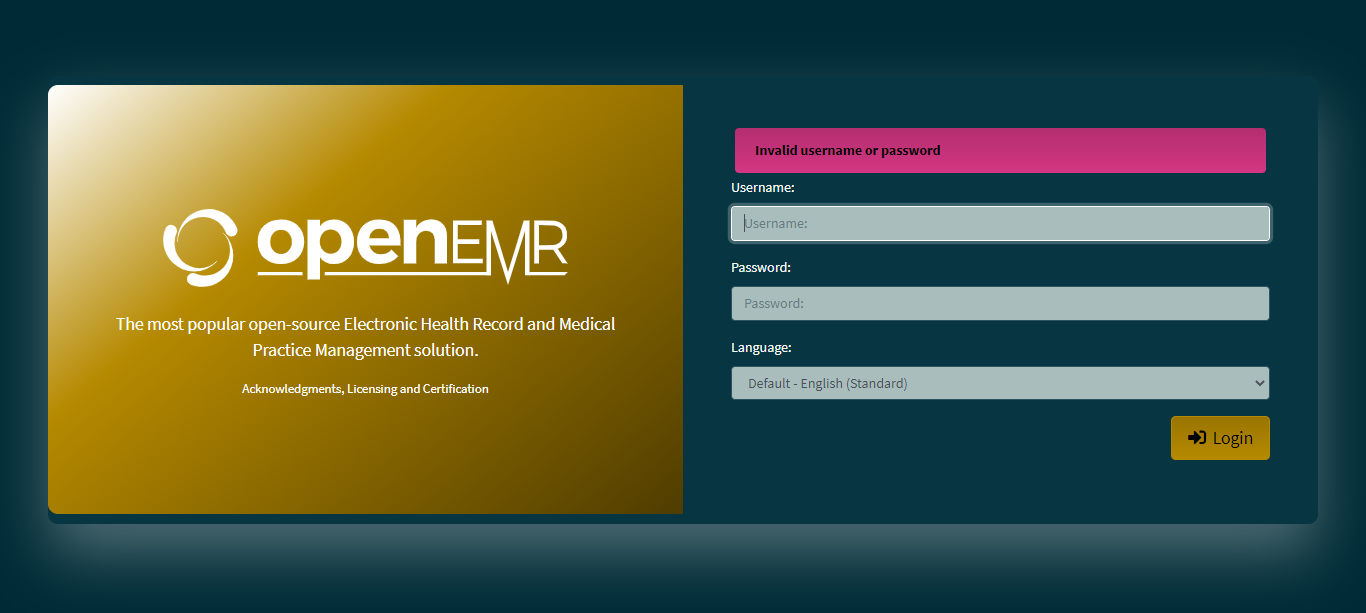 openEMR
The most popular open-source Electronic Health Record and Medical
Practice Management solution.
Acknowledgments, Licensing and Certification
Invalid username or password
Username:
Username:
Password:
Password:
Language:
Default - English (Standard)
Login